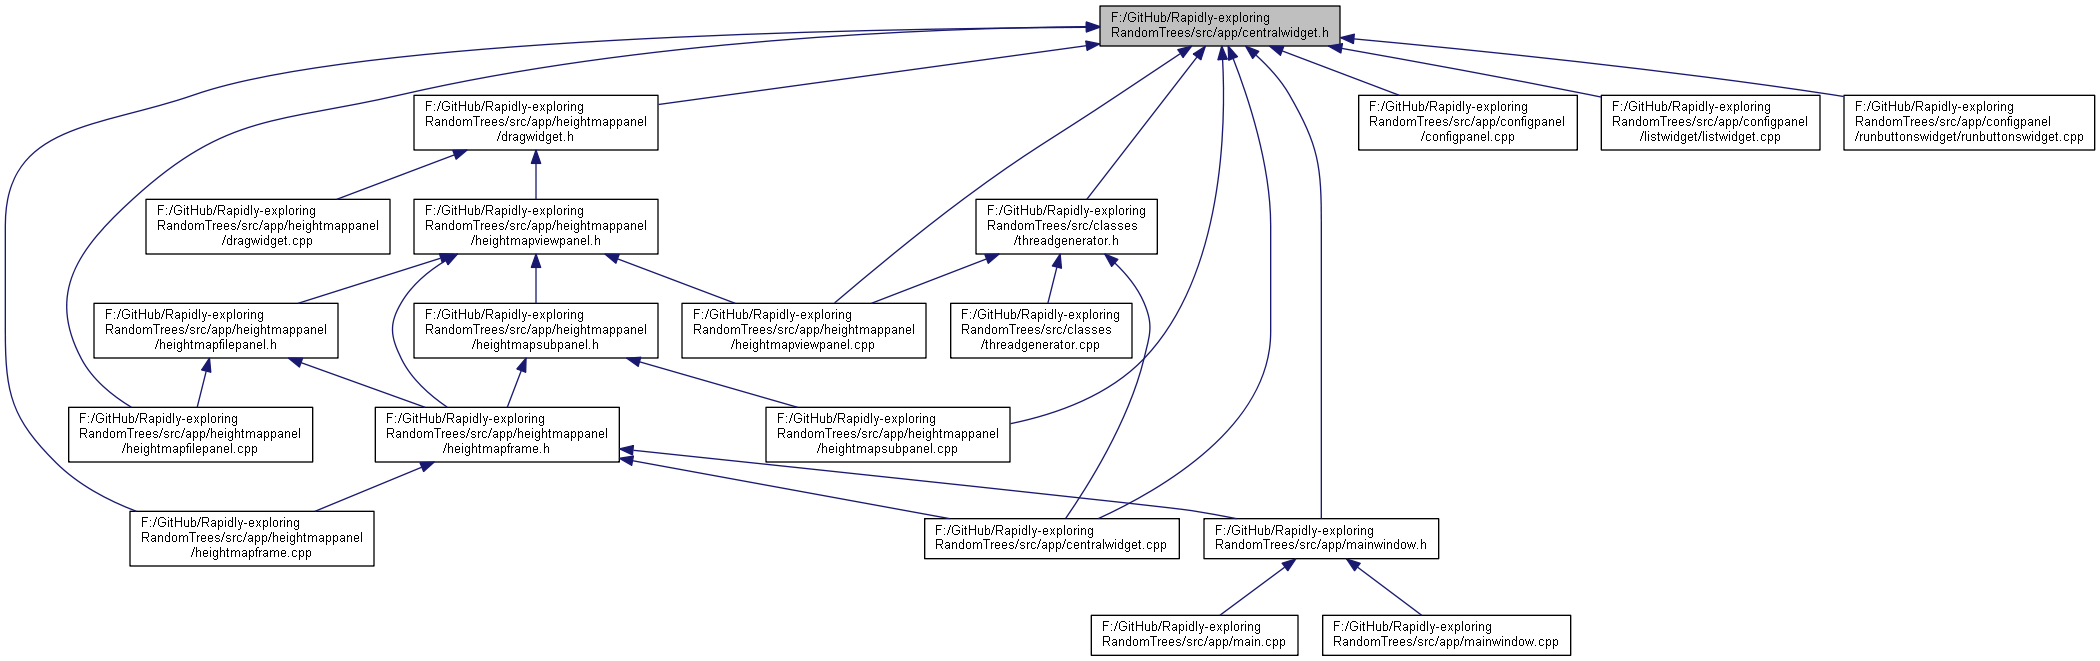 F:/GitHub/Rapidly-exploring
RandomTrees/src/app/centralwidget.h
F:/GitHub/Rapidly-exploring
RandomTrees/src/app/heightmappanel
/dragwidget.h
F:/GitHub/Rapidly-exploring
RandomTrees/src/app/configpanel
/configpanel.cpp
F:/GitHub/Rapidly-exploring
RandomTrees/src/app/configpanel
/listwidget/listwidget.cpp
F:/GitHub/Rapidly-exploring
RandomTrees/src/app/configpanel
/runbuttonswidget/runbuttonswidget.cpp
F:/GitHub/Rapidly-exploring
RandomTrees/src/app/heightmappanel
/dragwidget.cpp
F:/GitHub/Rapidly-exploring
RandomTrees/src/app/heightmappanel
/heightmapviewpanel.h
F:/GitHub/Rapidly-exploring
RandomTrees/src/classes
/threadgenerator.h
F:/GitHub/Rapidly-exploring
RandomTrees/src/app/heightmappanel
/heightmapfilepanel.h
F:/GitHub/Rapidly-exploring
RandomTrees/src/app/heightmappanel
/heightmapsubpanel.h
F:/GitHub/Rapidly-exploring
RandomTrees/src/app/heightmappanel
/heightmapviewpanel.cpp
F:/GitHub/Rapidly-exploring
RandomTrees/src/classes
/threadgenerator.cpp
F:/GitHub/Rapidly-exploring
RandomTrees/src/app/heightmappanel
/heightmapfilepanel.cpp
F:/GitHub/Rapidly-exploring
RandomTrees/src/app/heightmappanel
/heightmapframe.h
F:/GitHub/Rapidly-exploring
RandomTrees/src/app/heightmappanel
/heightmapsubpanel.cpp
F:/GitHub/Rapidly-exploring
RandomTrees/src/app/heightmappanel
/heightmapframe.cpp
F:/GitHub/Rapidly-exploring
RandomTrees/src/app/centralwidget.cpp
F:/GitHub/Rapidly-exploring
RandomTrees/src/app/mainwindow.h
F:/GitHub/Rapidly-exploring
RandomTrees/src/app/main.cpp
F:/GitHub/Rapidly-exploring
RandomTrees/src/app/mainwindow.cpp